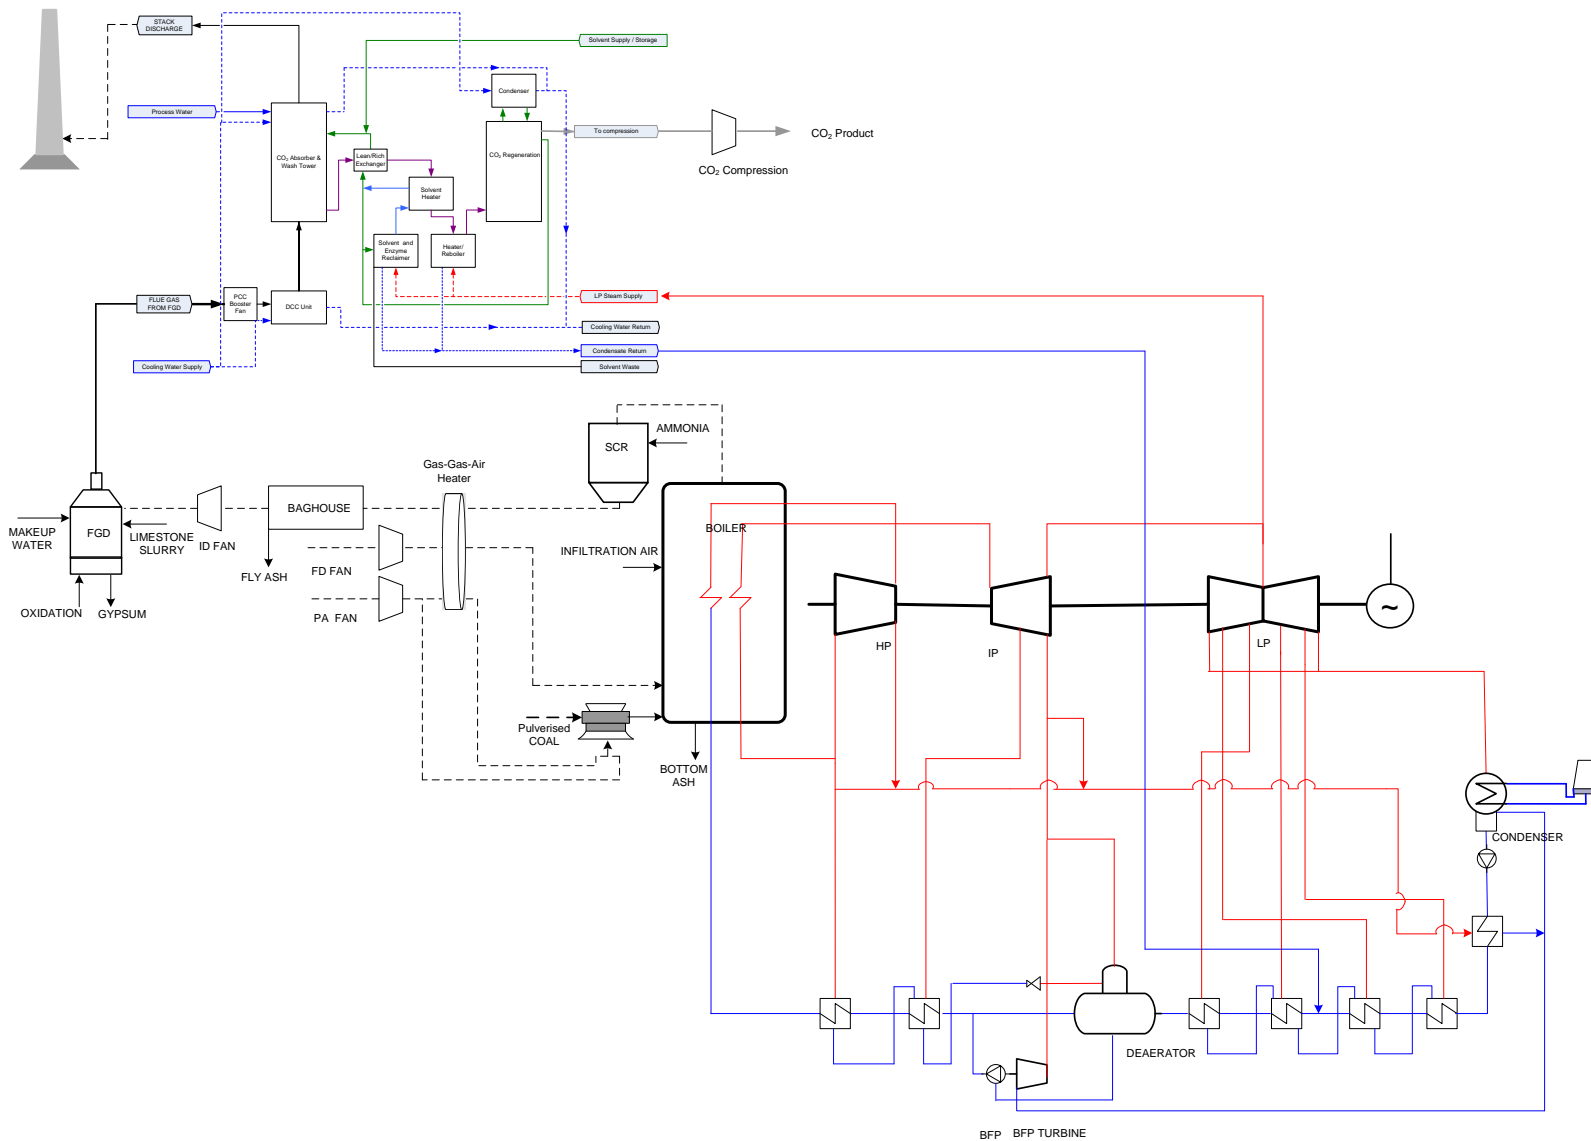 STACK
DISCHARGE
Solvent Supply / Storage
Process Water
Condenser
To compression
CO₂ Product
CO₂ Compression
CO₂ Absorber &
Wash Tower
Lean/Rich
Exchanger
CO₂ Regeneration
Solvent
Heater
Solvent and
Enzyme
Reclaimer
Heater/
Reboiler
FLUE GAS
FROM FGD
PCC
Booster
Fan
DCC Unit
LP Steam Supply
Cooling Water Return
Condensate Return
Solvent Waste
Cooling Water Supply
SCR
AMMONIA
Gas-Gas-Air
Heater
BAGHOUSE
BOILER
FGD
MAKEUP
WATER
LIMESTONE
SLURRY
ID FAN
INFILTRATION AIR
FLY ASH
FD FAN
OXIDATION
GYPSUM
PA FAN
HP
IP
LP
~
Pulverised
COAL
BOTTOM
ASH
CONDENSER
DEAERATOR
BFP
BFP TURBINE